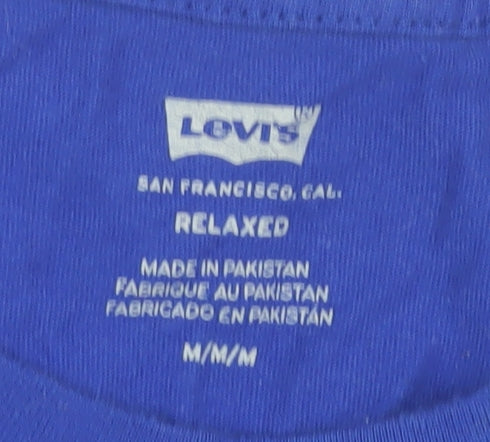 LEVI'S
SAN FRANCISCO, CAL.
RELAXED
MADE IN PAKISTAN
FABRIQUE AU PAKISTAN
FABRICADO EN PAKISTÁN
M/M/M